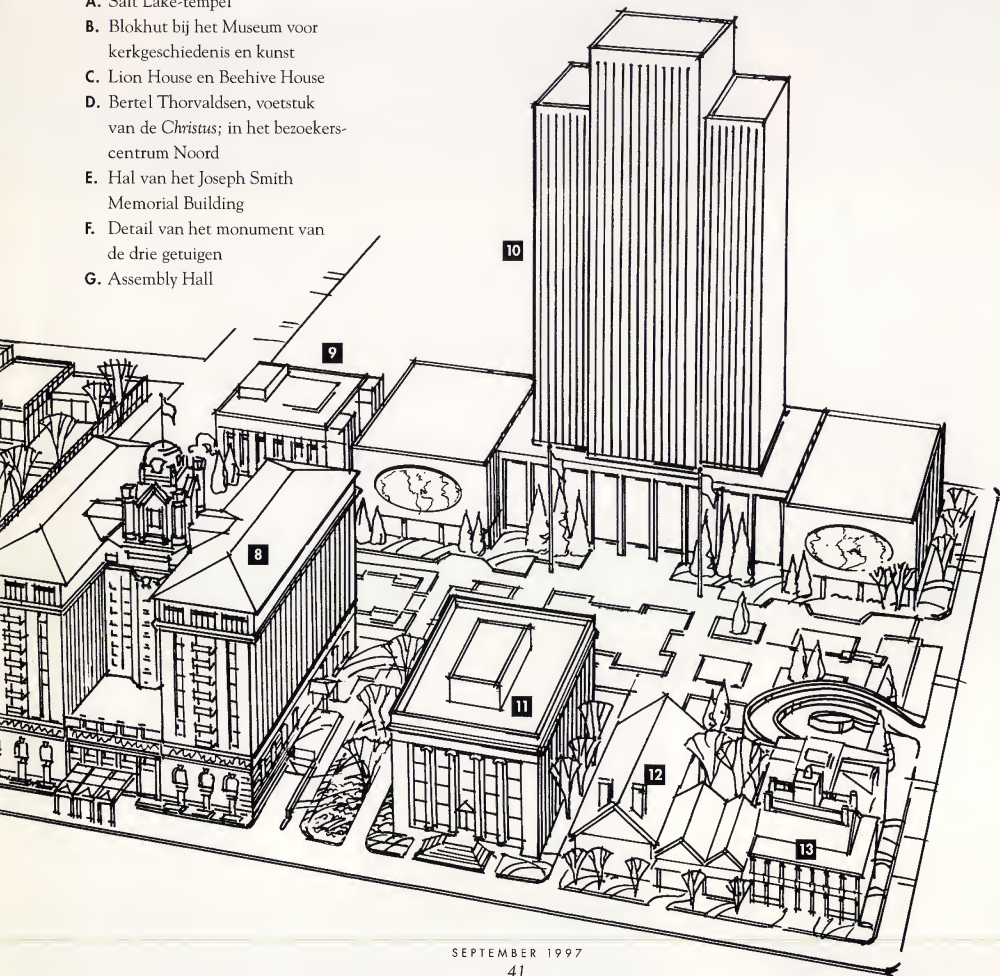 A. Salt Lake-tempel
B. Blokhut bij het Museum voor
kerkgeschiedenis en kunst
C. Lion House en Beehive House
D. Bertel Thorvaldsen, voetstuk
van de Christus; in het bezoekers-
centrum Noord
E. Hal van het Joseph Smith
Memorial Building
F. Detail van het monument van
de drie getuigen
G. Assembly Hall
10
9
8
11
12
13
SEPTEMBER 1997
41